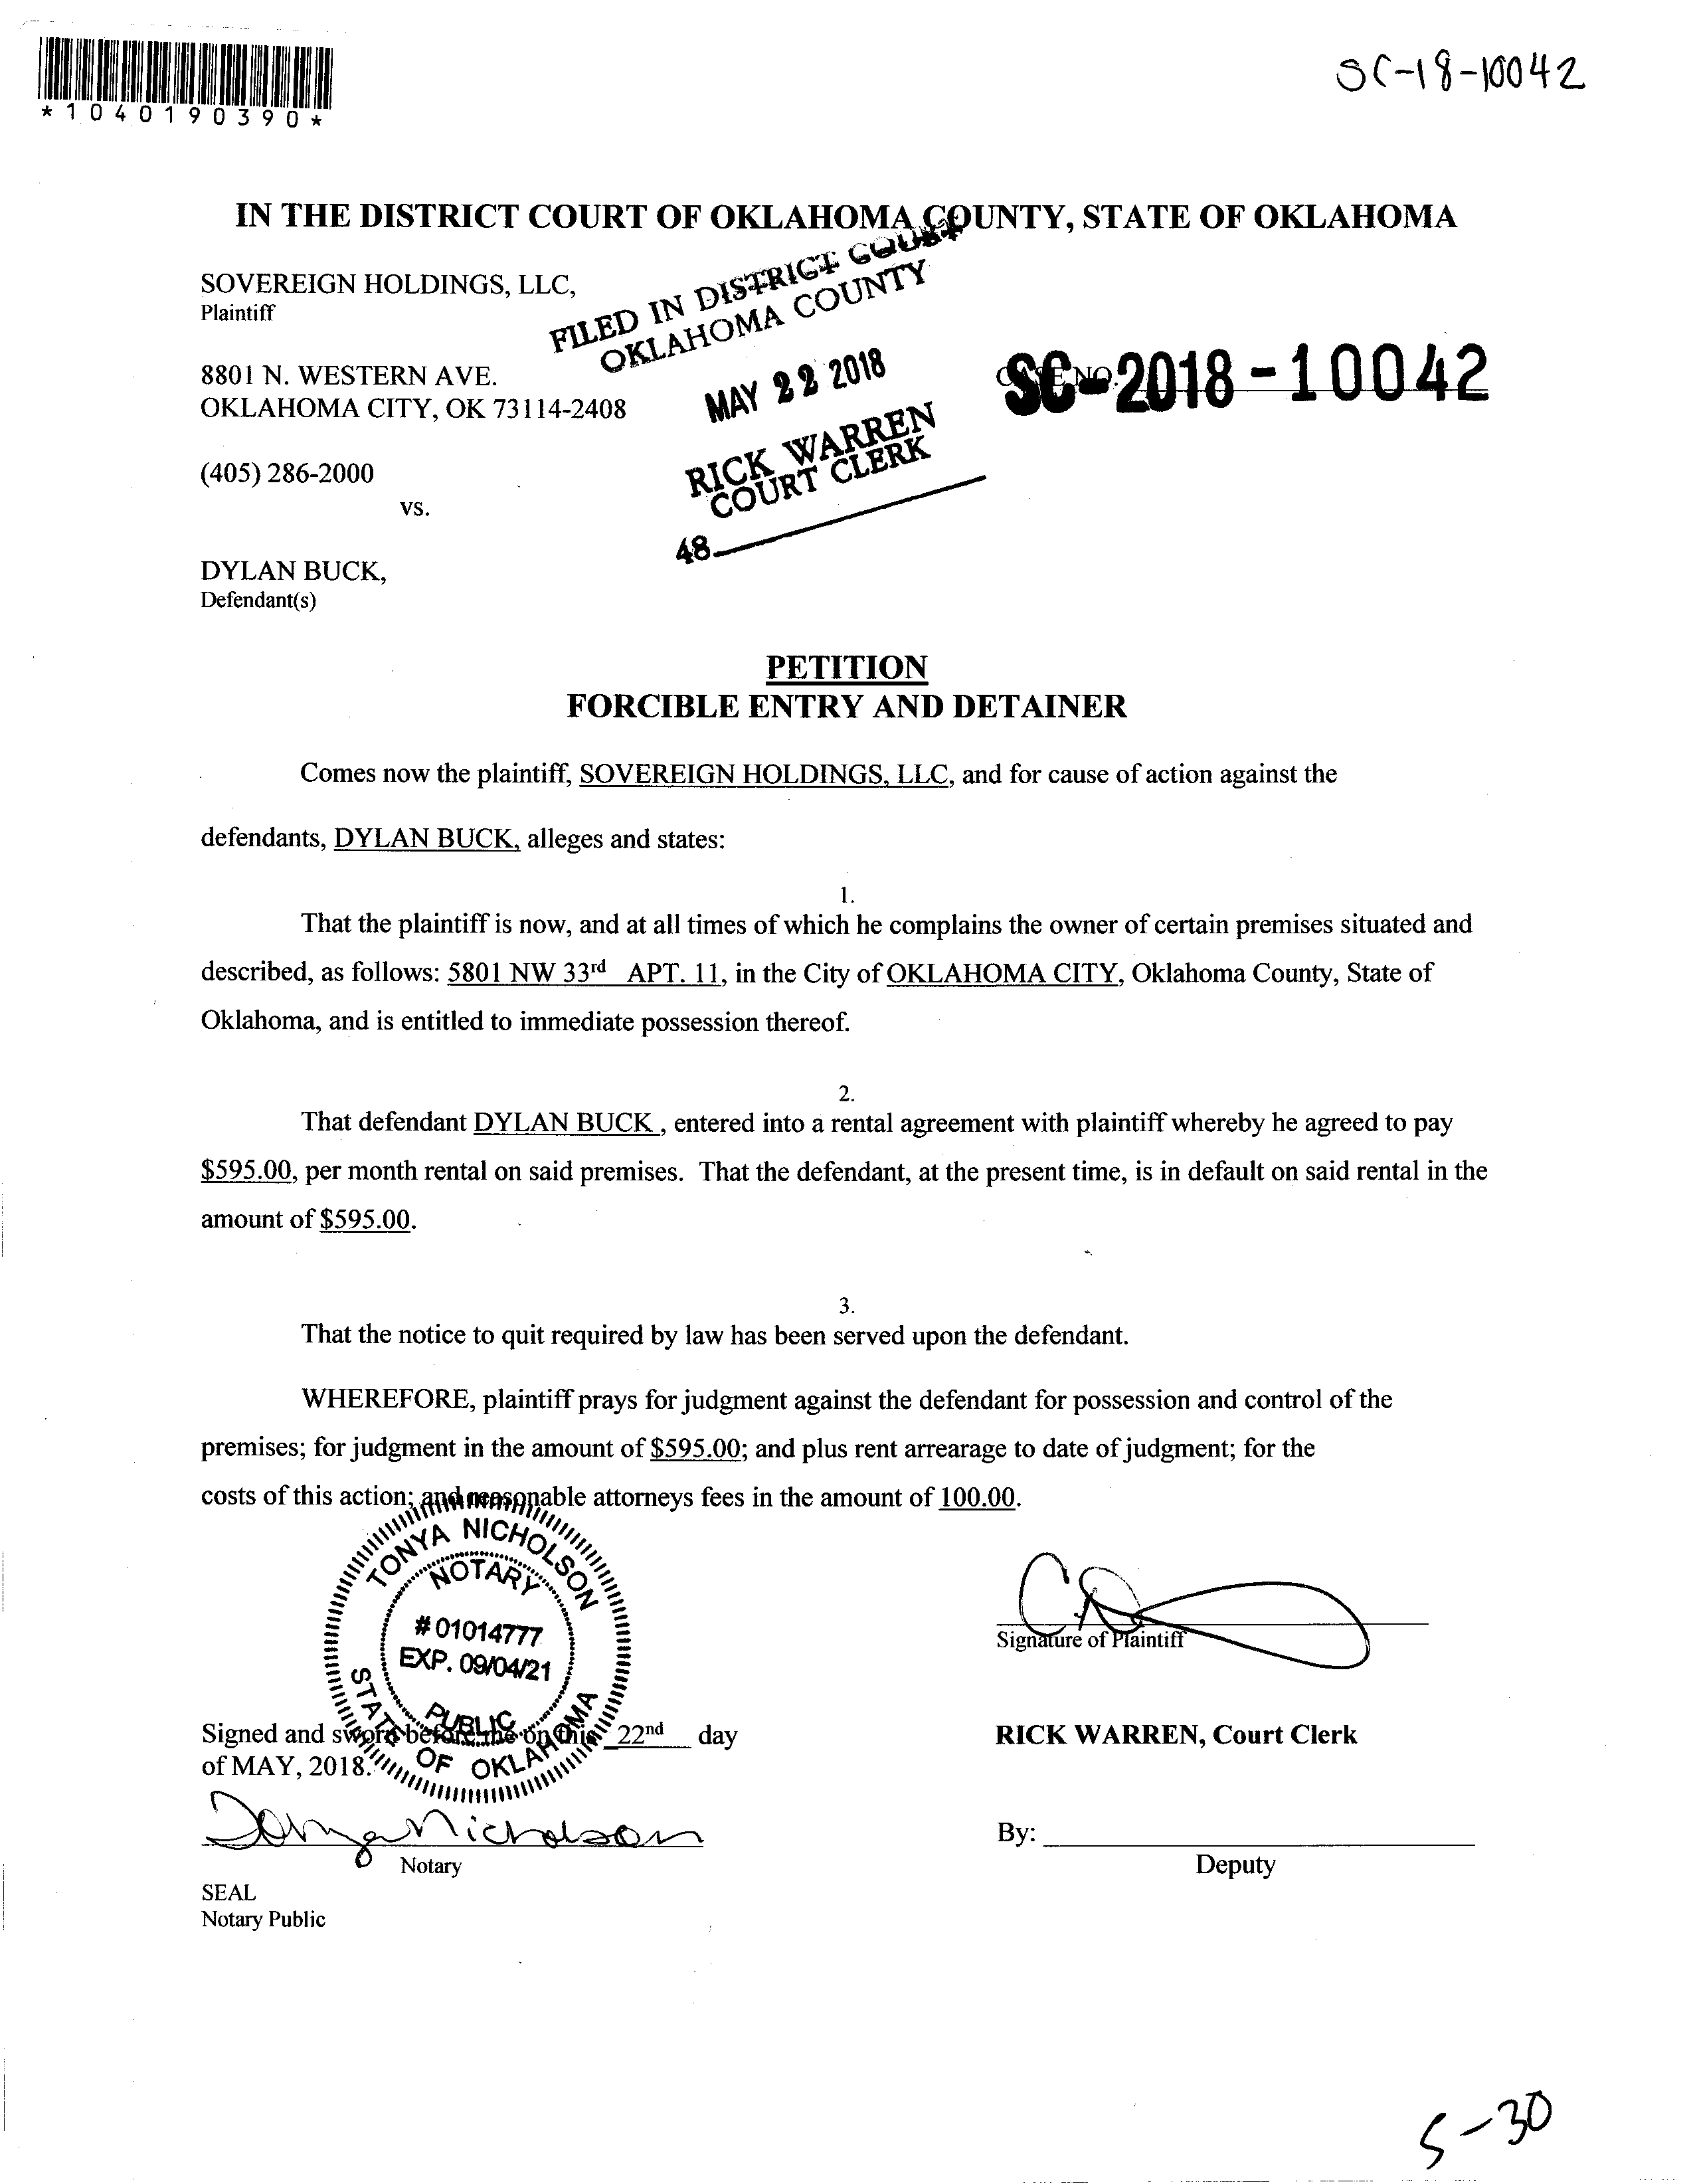 *1040190390*
SC-18-10042
IN THE DISTRICT COURT OF OKLAHOMA COUNTY, STATE OF OKLAHOMA
SOVEREIGN HOLDINGS, LLC,
Plaintiff
8801 N. WESTERN AVE.
OKLAHOMA CITY, OK 73114-2408
(405) 286-2000
vs.
DYLAN BUCK,
Defendant(s)
FILED IN DISTRICT COURT
OKLAHOMA COUNTY
MAY 22 2018
RICK WARREN
COURT CLERK
48
CASE NO.
SC-2018-10042
PETITION
FORCIBLE ENTRY AND DETAINER
Comes now the plaintiff, SOVEREIGN HOLDINGS, LLC, and for cause of action against the
defendants, DYLAN BUCK, alleges and states:
1.
That the plaintiff is now, and at all times of which he complains the owner of certain premises situated and
described, as follows: 5801 NW 33rd APT. 11, in the City of OKLAHOMA CITY, Oklahoma County, State of
Oklahoma, and is entitled to immediate possession thereof.
2.
That defendant DYLAN BUCK , entered into a rental agreement with plaintiff whereby he agreed to pay
$595.00, per month rental on said premises. That the defendant, at the present time, is in default on said rental in the
amount of $595.00.
3.
That the notice to quit required by law has been served upon the defendant.
WHEREFORE, plaintiff prays for judgment against the defendant for possession and control of the
premises; for judgment in the amount of $595.00; and plus rent arrearage to date of judgment; for the
costs of this action; and reasonable attorneys fees in the amount of 100.00.
TONYA NICHOLSON
NOTARY
# 01014777
EXP. 09/04/21
PUBLIC
STATE OF OKLAHOMA
Signature of Plaintiff
Signed and sworn before me on this 22nd day
of MAY, 2018.
RICK WARREN, Court Clerk
Tonya Nicholson
Notary
By:
Deputy
SEAL
Notary Public
5-30